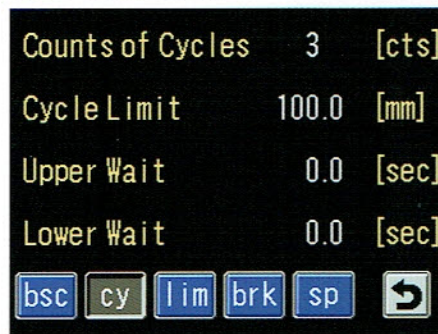 Counts of Cycles 3 [cts]
Cycle Limit 100.0 [mm]
Upper Wait 0.0 [sec]
Lower Wait 0.0 [sec]
bsc cy lim brk sp